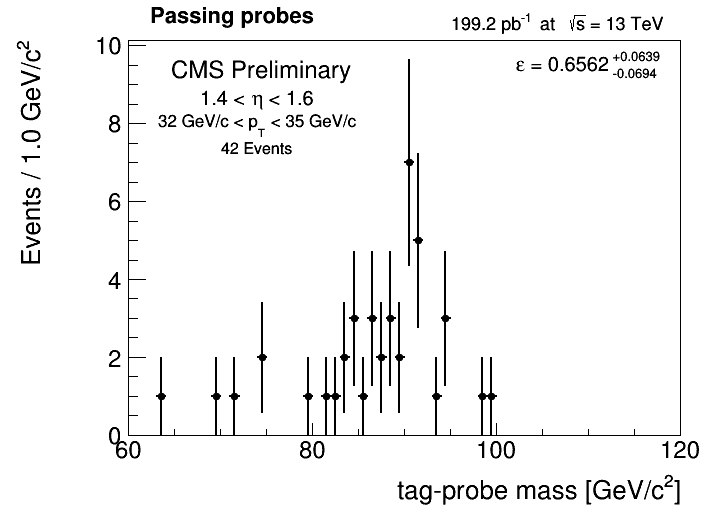 Passing probes
199.2 pb⁻¹ at √s = 13 TeV
Events / 1.0 GeV/c²
10
8
6
4
2
0
CMS Preliminary
1.4 < η < 1.6
32 GeV/c < p_T < 35 GeV/c
42 Events
ε = 0.6562 +0.0639 -0.0694
60 80 100 120
tag-probe mass [GeV/c²]